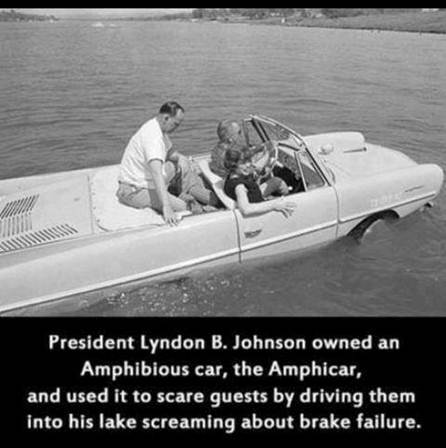 President Lyndon B. Johnson owned an
Amphibious car, the Amphicar,
and used it to scare guests by driving them
into his lake screaming about brake failure.